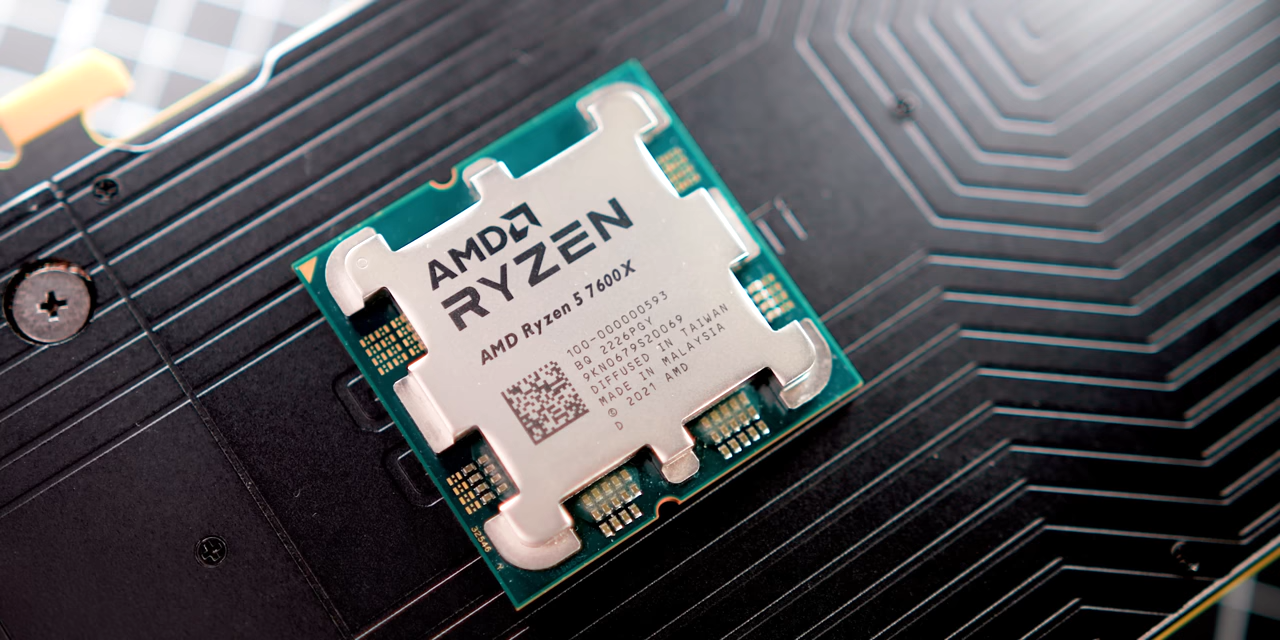 AMD
RYZEN
AMD Ryzen 5 7600X
100-000000593
BQ 2226PGY
9KN0679S20069
DIFFUSED IN TAIWAN
MADE IN MALAYSIA
© 2021 AMD
D
32546